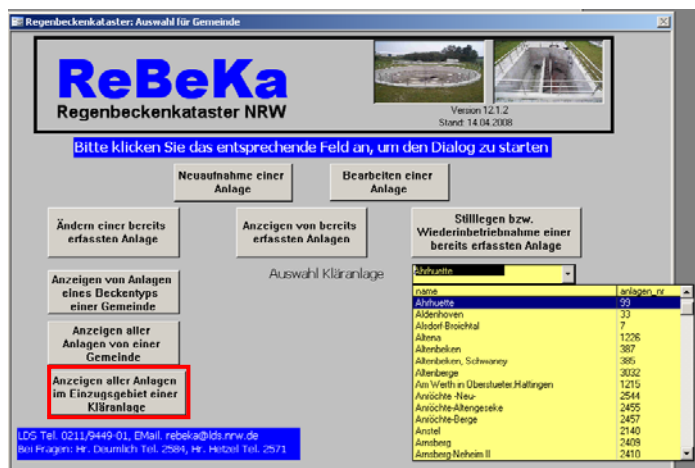 Regenbeckenkataster: Auswahl für Gemeinde
ReBeKa
Regenbeckenkataster NRW
Version 12.1.2
Stand: 14.04.2008
Bitte klicken Sie das entsprechende Feld an, um den Dialog zu starten
Neuaufnahme einer
Anlage
Bearbeiten einer
Anlage
Ändern einer bereits
erfassten Anlage
Anzeigen von bereits
erfassten Anlagen
Stilllegen bzw.
Wiederinbetriebnahme einer
bereits erfassten Anlage
Auswahl Kläranlage
Ahrhuette
Anzeigen von Anlagen
eines Beckentyps
einer Gemeinde
Anzeigen aller
Anlagen von einer
Gemeinde
Anzeigen aller Anlagen
im Einzugsgebiet einer
Kläranlage
name anlagen_nr
Ahrhuette 99
Aldenhoven 33
Alsdorf-Broichtal 7
Altena 1226
Altenbeken 387
Altenbeken, Schwaney 385
Altenberge 3032
Am Werth in Oberstueter,Hattingen 1215
Anröchte -Neu- 2544
Anröchte-Altengeseke 2455
Anröchte-Berge 2457
Anstel 2140
Arnsberg 2409
Arnsberg-Neheim II 2410
LDS Tel. 0211/9449-01, EMail. rebeka@lds.nrw.de
Bei Fragen: Hr. Deumlich Tel. 2584, Hr. Hetzel Tel. 2571